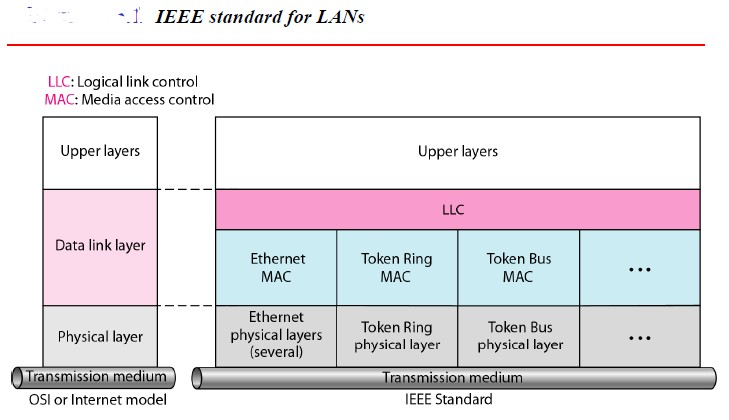 IEEE standard for LANs
LLC: Logical link control
MAC: Media access control
Upper layers
Data link layer
Physical layer
Transmission medium
OSI or Internet model
Upper layers
LLC
Ethernet
MAC
Token Ring
MAC
Token Bus
MAC
...
Ethernet
physical layers
(several)
Token Ring
physical layer
Token Bus
physical layer
...
Transmission medium
IEEE Standard